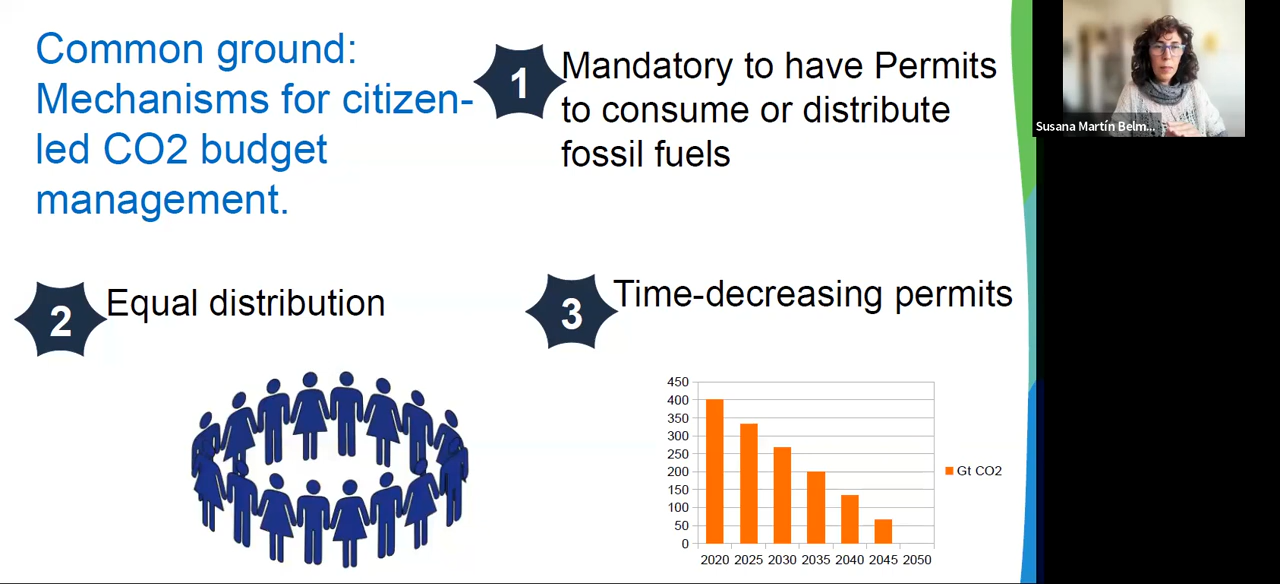 Common ground:
Mechanisms for citizen-
led CO2 budget
management.
1
Mandatory to have Permits
to consume or distribute
fossil fuels
Susana Martín Belm...
2
Equal distribution
3
Time-decreasing permits
450
400
350
300
250
200
150
100
50
0
2020 2025 2030 2035 2040 2045 2050
Gt CO2